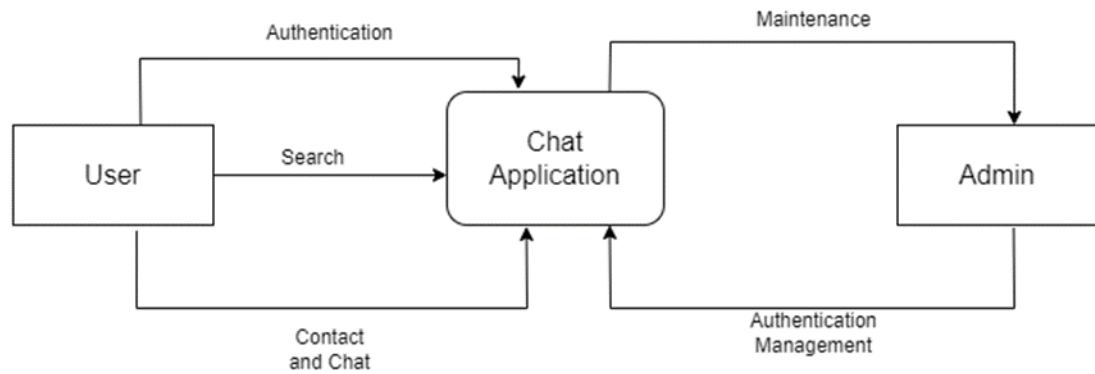 Authentication
Maintenance
User
Search
Chat
Application
Admin
Contact
and Chat
Authentication
Management